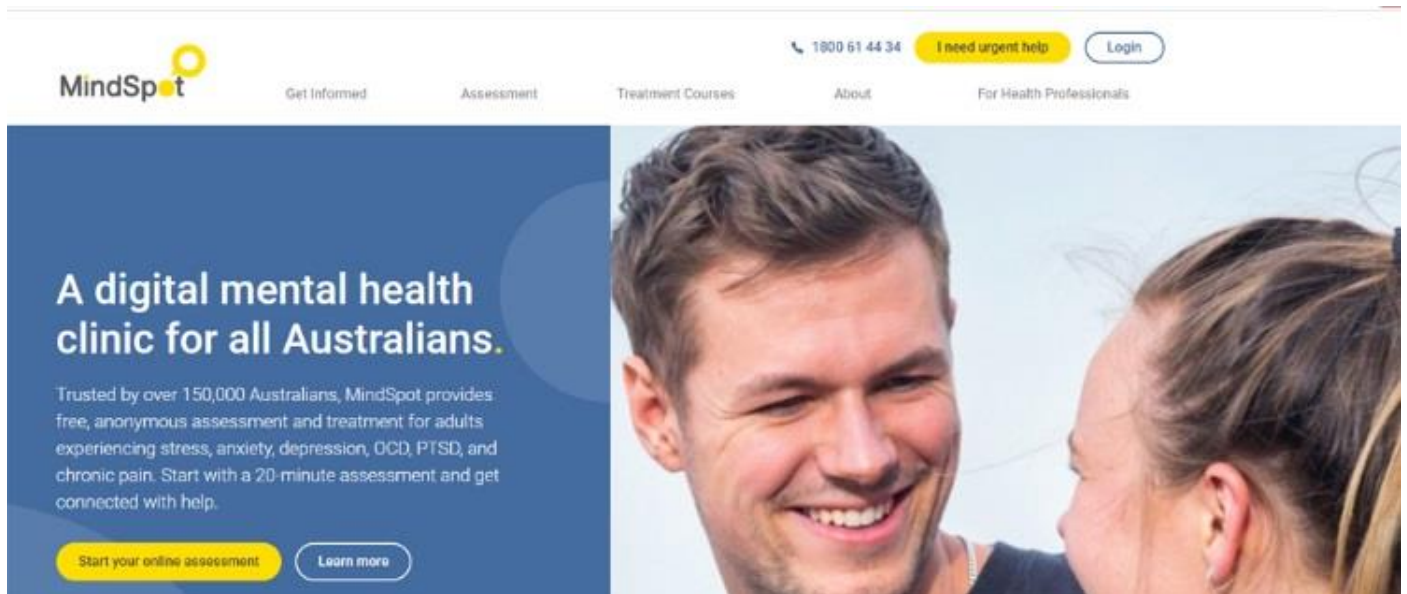 1800 61 44 34 I need urgent help Login
MindSpot
Get Informed Assessment Treatment Courses About For Health Professionals
A digital mental health
clinic for all Australians.
Trusted by over 150,000 Australians, MindSpot provides
free, anonymous assessment and treatment for adults
experiencing stress, anxiety, depression, OCD, PTSD, and
chronic pain. Start with a 20-minute assessment and get
connected with help.
Start your online assessment Learn more